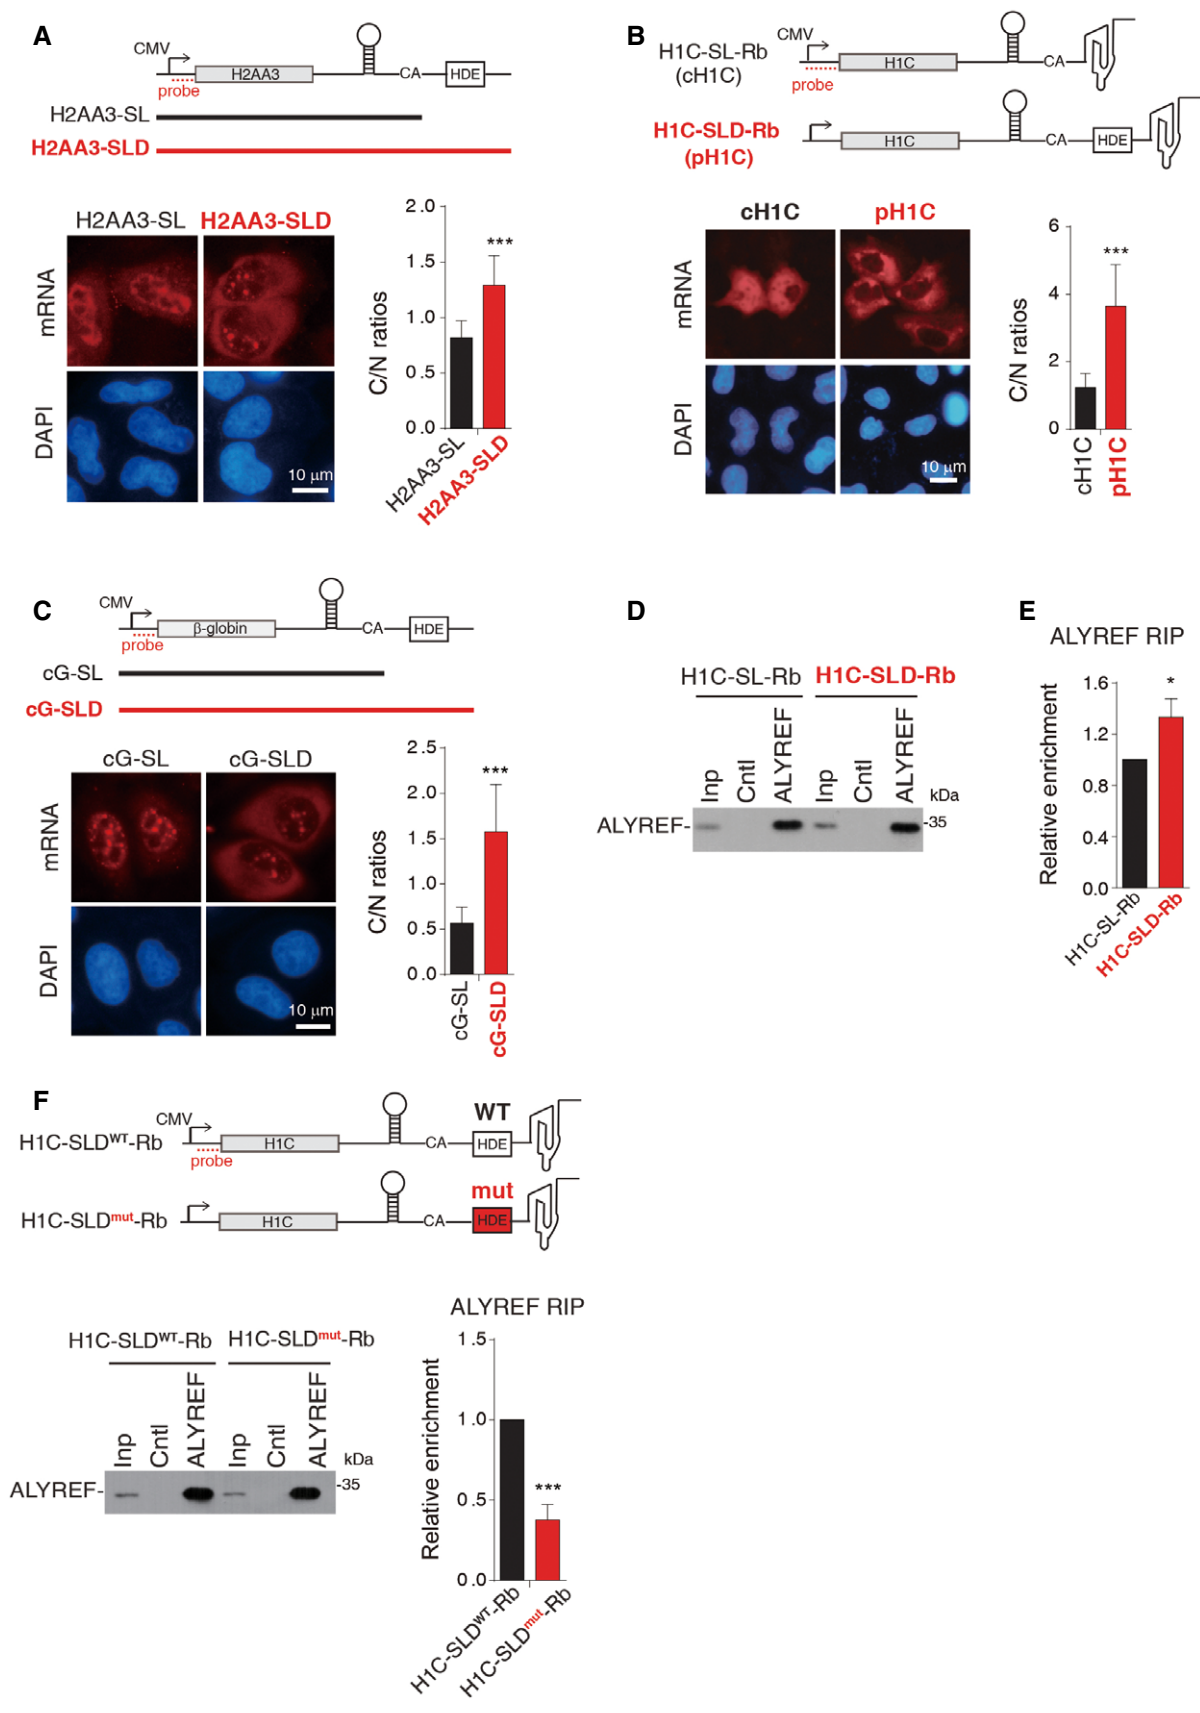 A
CMV
H2AA3
CA
HDE
probe
H2AA3-SL
H2AA3-SLD
H2AA3-SL H2AA3-SLD
mRNA
DAPI
10 μm
2.0
1.5
1.0
0.5
0.0
C/N ratios
***
H2AA3-SL
H2AA3-SLD
B
H1C-SL-Rb
(cH1C)
CMV
H1C
CA
probe
H1C-SLD-Rb
(pH1C)
H1C
CA
HDE
cH1C pH1C
mRNA
DAPI
10 μm
6
4
2
0
C/N ratios
***
cH1C
pH1C
C
CMV
β-globin
CA
HDE
probe
cG-SL
cG-SLD
cG-SL cG-SLD
mRNA
DAPI
10 μm
2.5
2.0
1.5
1.0
0.5
0.0
C/N ratios
***
cG-SL
cG-SLD
D
H1C-SL-Rb H1C-SLD-Rb
Inp Cntl ALYREF Inp Cntl ALYREF
kDa
ALYREF-
-35
E
ALYREF RIP
1.6
1.2
0.8
0.4
0.0
Relative enrichment
*
H1C-SL-Rb
H1C-SLD-Rb
F
H1C-SLDWT-Rb
CMV
H1C
CA
WT
HDE
probe
H1C-SLDmut-Rb
H1C
CA
mut
HDE
H1C-SLDWT-Rb H1C-SLDmut-Rb
Inp Cntl ALYREF Inp Cntl ALYREF
kDa
ALYREF-
-35
ALYREF RIP
1.5
1.0
0.5
0.0
Relative enrichment
***
H1C-SLDWT-Rb
H1C-SLDmut-Rb